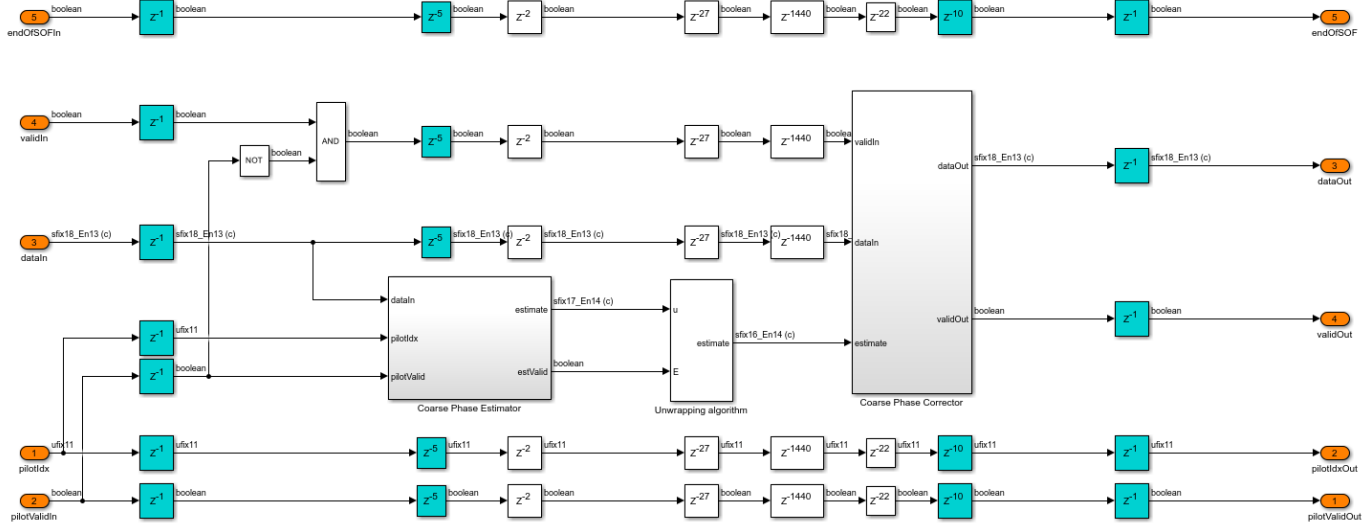 5 boolean z-1 boolean z-5 boolean z-2 boolean z-27 boolean z-1440 boolean z-22 boolean z-10 boolean z-1 boolean 5
endOfSOFIn endOfSOF
4 boolean z-1 boolean
validIn
NOT boolean AND boolean z-5 boolean z-2 boolean z-27 boolean z-1440 boolea validIn
dataOut sfix18_En13 (c) z-1 sfix18_En13 (c) 3
dataOut
3 sfix18_En13 (c) z-1 sfix18_En13 (c) z-5 sfix18_En13 (c) z-2 sfix18_En13 (c) z-27 sfix18_En13 (c) z-1440 sfix18_ dataIn
dataIn
dataIn
estimate sfix17_En14 (c) u
z-1 ufix11 pilotIdx
validOut boolean z-1 boolean 4
validOut
estimate sfix16_En14 (c) estimate
z-1 boolean pilotValid
estValid boolean E
Coarse Phase Estimator Unwrapping algorithm Coarse Phase Corrector
1 ufix11 z-1 ufix11 z-5 ufix11 z-2 ufix11 z-27 ufix11 z-1440 ufix11 z-22 ufix11 z-10 ufix11 z-1 ufix11 2
pilotIdx pilotIdxOut
2 boolean z-1 boolean z-5 boolean z-2 boolean z-27 boolean z-1440 boolean z-22 boolean z-10 boolean z-1 boolean 1
pilotValidIn pilotValidOut